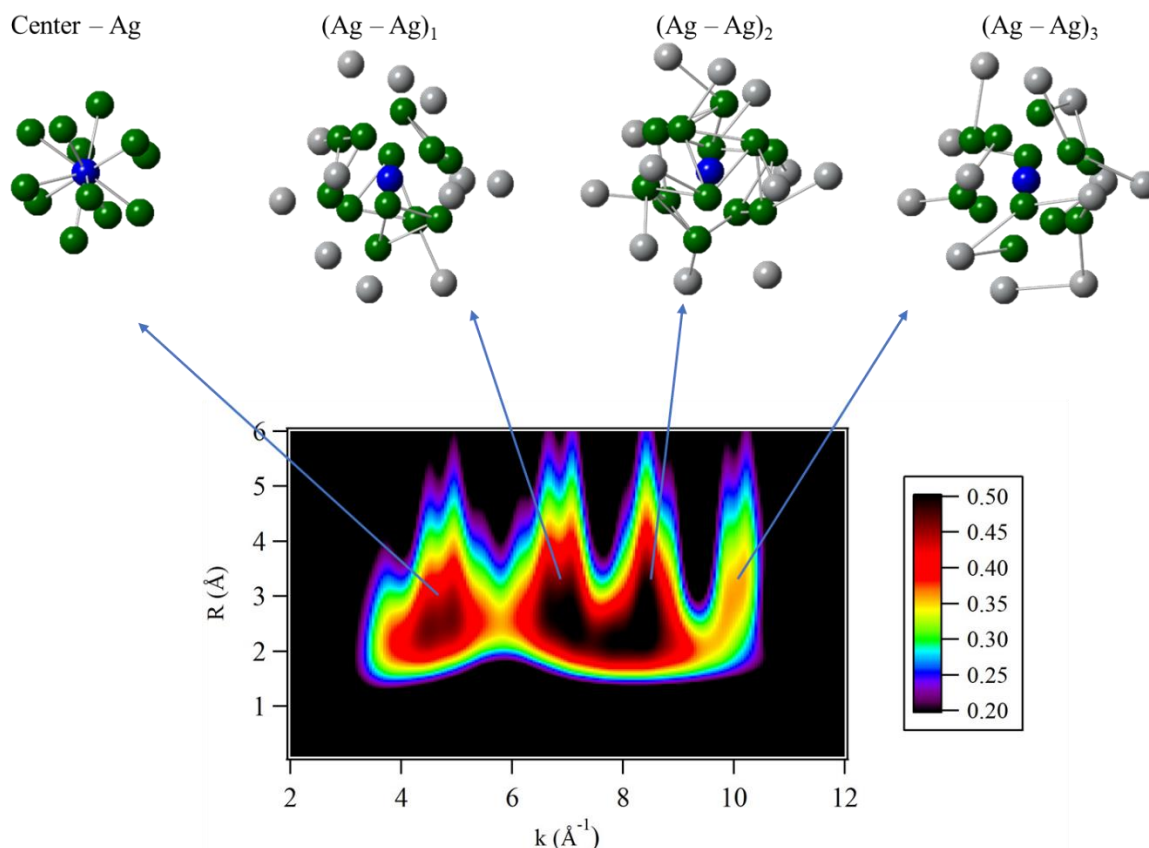 Center – Ag
(Ag – Ag)₁
(Ag – Ag)₂
(Ag – Ag)₃
6
5
4
3
2
1
R (Å)
2 4 6 8 10 12
k (Å⁻¹)
0.50
0.45
0.40
0.35
0.30
0.25
0.20